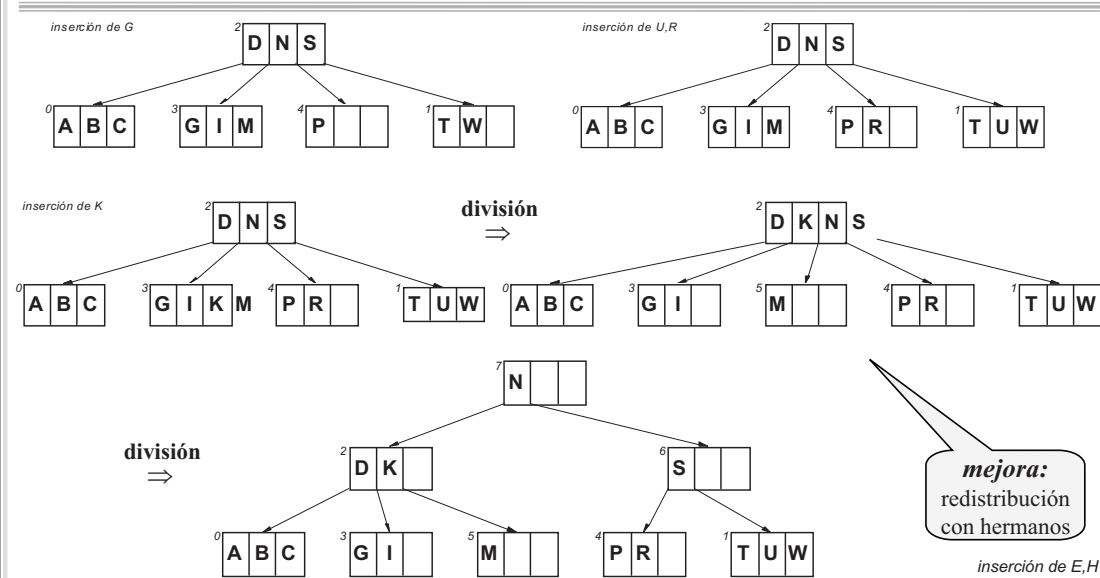 inserción de G
2 D N S
0 A B C 3 G I M 4 P 1 T W
inserción de U,R
2 D N S
0 A B C 3 G I M 4 P R 1 T U W
inserción de K
2 D N S
0 A B C 3 G I K M 4 P R 1 T U W
división
⇒
2 D K N S
0 A B C 3 G I 5 M 4 P R 1 T U W
división
⇒
7 N
2 D K 6 S
0 A B C 3 G I 5 M 4 P R 1 T U W
mejora:
redistribución
con hermanos
inserción de E,H